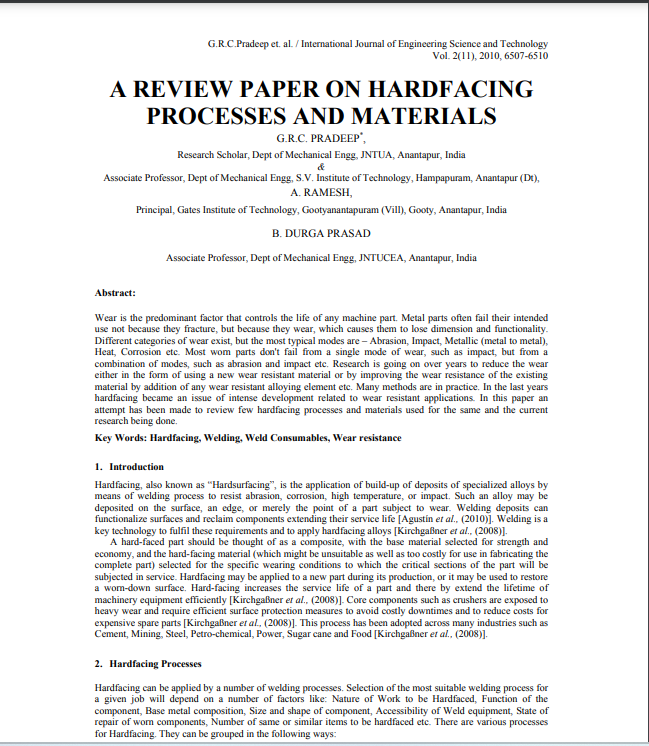 G.R.C.Pradeep et. al. / International Journal of Engineering Science and Technology
Vol. 2(11), 2010, 6507-6510
A REVIEW PAPER ON HARDFACING
PROCESSES AND MATERIALS
G.R.C. PRADEEP*,
Research Scholar, Dept of Mechanical Engg, JNTUA, Anantapur, India
&
Associate Professor, Dept of Mechanical Engg, S.V. Institute of Technology, Hampapuram, Anantapur (Dt),
A. RAMESH,
Principal, Gates Institute of Technology, Gootyanantapuram (Vill), Gooty, Anantapur, India
B. DURGA PRASAD
Associate Professor, Dept of Mechanical Engg, JNTUCEA, Anantapur, India
Abstract:
Wear is the predominant factor that controls the life of any machine part. Metal parts often fail their intended
use not because they fracture, but because they wear, which causes them to lose dimension and functionality.
Different categories of wear exist, but the most typical modes are – Abrasion, Impact, Metallic (metal to metal),
Heat, Corrosion etc. Most worn parts don't fail from a single mode of wear, such as impact, but from a
combination of modes, such as abrasion and impact etc. Research is going on over years to reduce the wear
either in the form of using a new wear resistant material or by improving the wear resistance of the existing
material by addition of any wear resistant alloying element etc. Many methods are in practice. In the last years
hardfacing became an issue of intense development related to wear resistant applications. In this paper an
attempt has been made to review few hardfacing processes and materials used for the same and the current
research being done.
Key Words: Hardfacing, Welding, Weld Consumables, Wear resistance
1. Introduction
Hardfacing, also known as “Hardsurfacing”, is the application of build-up of deposits of specialized alloys by
means of welding process to resist abrasion, corrosion, high temperature, or impact. Such an alloy may be
deposited on the surface, an edge, or merely the point of a part subject to wear. Welding deposits can
functionalize surfaces and reclaim components extending their service life [Agustín et al., (2010)]. Welding is a
key technology to fulfil these requirements and to apply hardfacing alloys [Kirchgaßner et al., (2008)].
A hard-faced part should be thought of as a composite, with the base material selected for strength and
economy, and the hard-facing material (which might be unsuitable as well as too costly for use in fabricating the
complete part) selected for the specific wearing conditions to which the critical sections of the part will be
subjected in service. Hardfacing may be applied to a new part during its production, or it may be used to restore
a worn-down surface. Hard-facing increases the service life of a part and there by extend the lifetime of
machinery equipment efficiently [Kirchgaßner et al., (2008)]. Core components such as crushers are exposed to
heavy wear and require efficient surface protection measures to avoid costly downtimes and to reduce costs for
expensive spare parts [Kirchgaßner et al., (2008)]. This process has been adopted across many industries such as
Cement, Mining, Steel, Petro-chemical, Power, Sugar cane and Food [Kirchgaßner et al., (2008)].
2. Hardfacing Processes
Hardfacing can be applied by a number of welding processes. Selection of the most suitable welding process for
a given job will depend on a number of factors like: Nature of Work to be Hardfaced, Function of the
component, Base metal composition, Size and shape of component, Accessibility of Weld equipment, State of
repair of worn components, Number of same or similar items to be hardfaced etc. There are various processes
for Hardfacing. They can be grouped in the following ways: